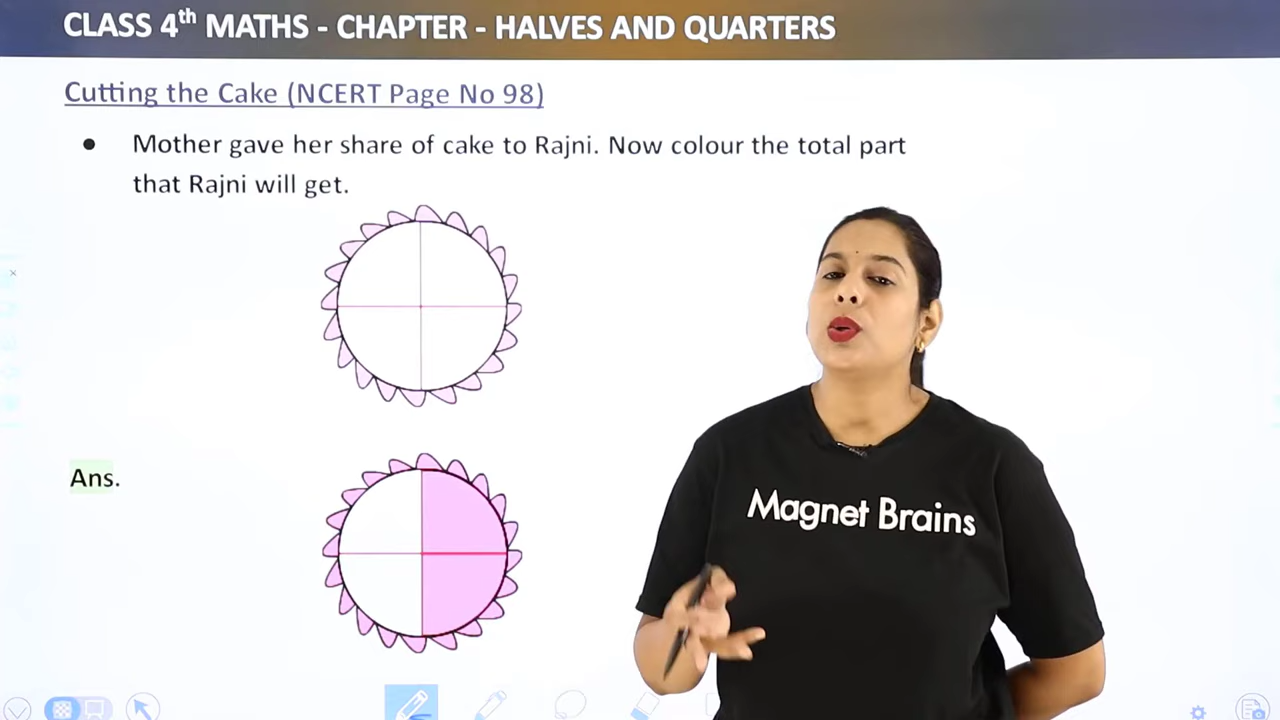 CLASS 4th MATHS - CHAPTER - HALVES AND QUARTERS
Cutting the Cake (NCERT Page No 98)
• Mother gave her share of cake to Rajni. Now colour the total part
that Rajni will get.
Ans.
Magnet Brains